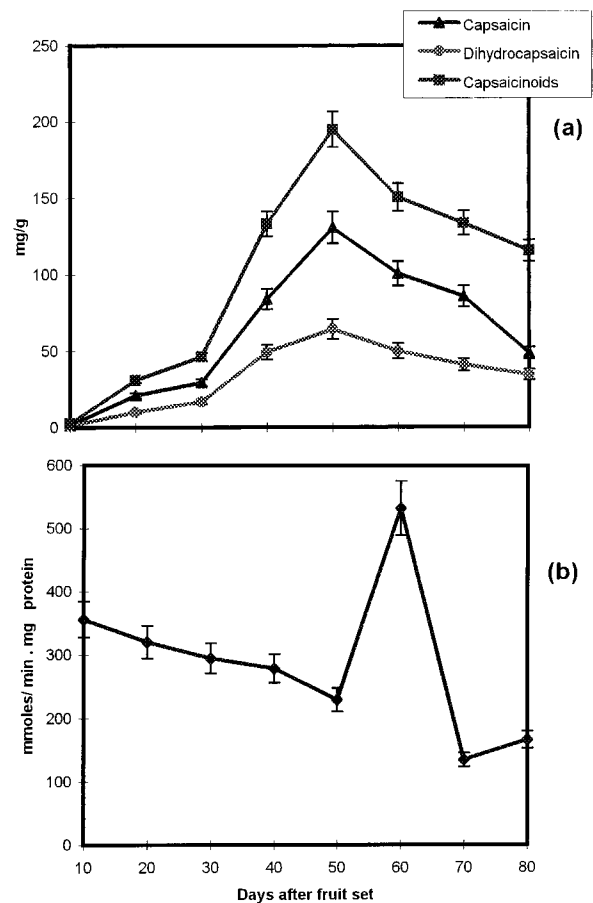 Capsaicin
Dihydrocapsaicin
Capsaicinoids
(a)
250
200
150
100
50
0
mg/g
(b)
600
500
400
300
200
100
0
mmoles/ min . mg protein
10 20 30 40 50 60 70 80
Days after fruit set